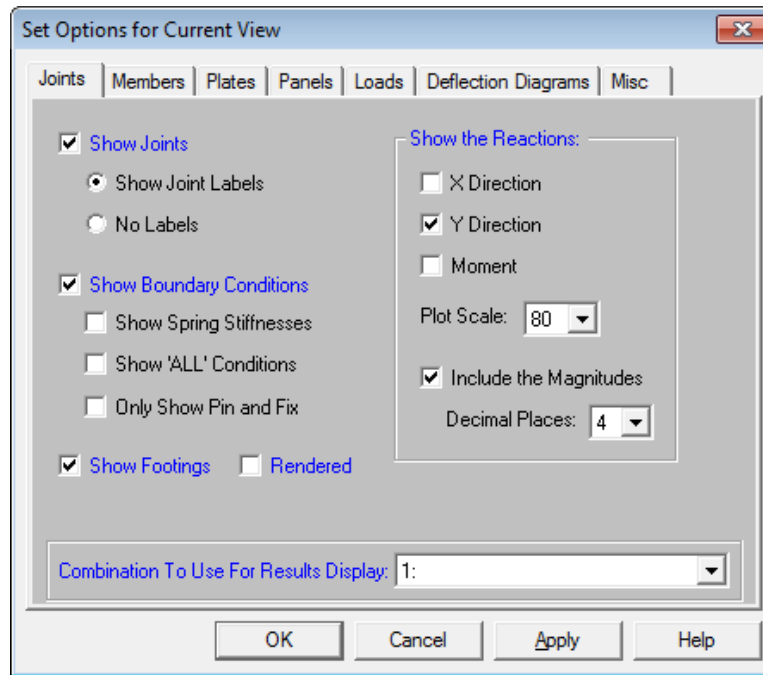 Set Options for Current View
Joints Members Plates Panels Loads Deflection Diagrams Misc
Show Joints
Show Joint Labels
No Labels
Show Boundary Conditions
Show Spring Stiffnesses
Show 'ALL' Conditions
Only Show Pin and Fix
Show Footings Rendered
Show the Reactions:
X Direction
Y Direction
Moment
Plot Scale: 80
Include the Magnitudes
Decimal Places: 4
Combination To Use For Results Display: 1:
OK Cancel Apply Help